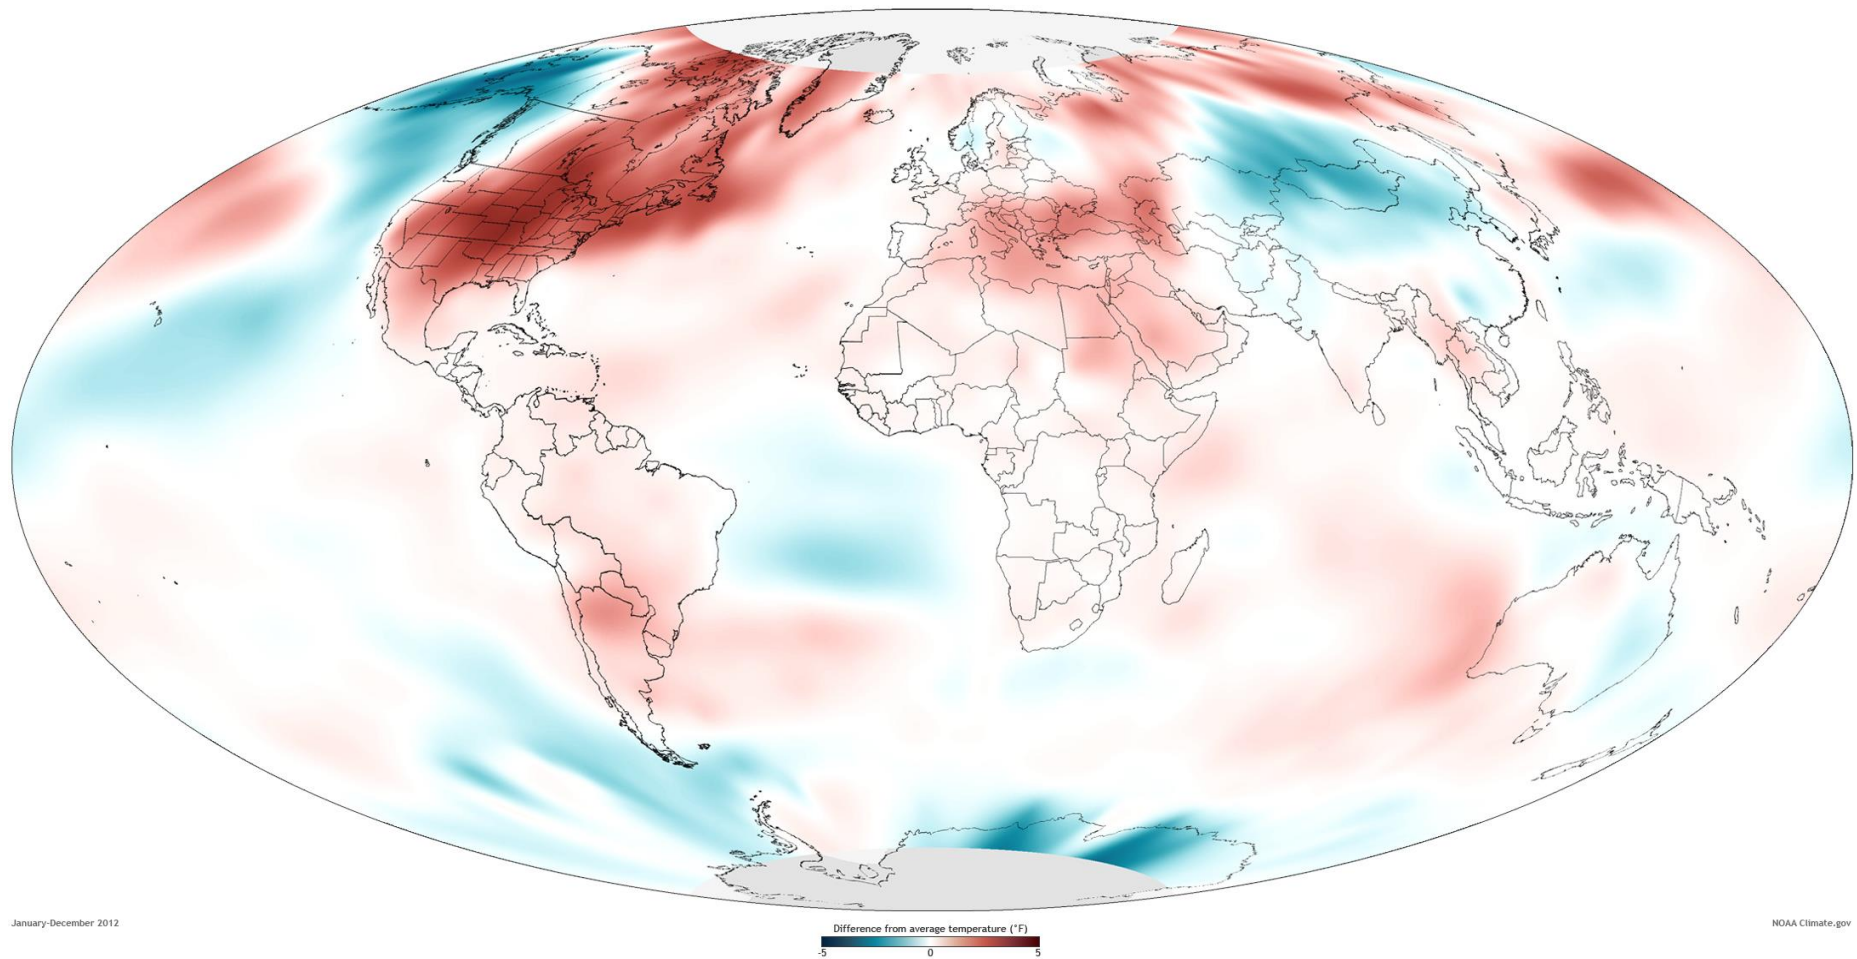 January-December 2012
NOAA Climate.gov
Difference from average temperature (°F)
-5 0 5